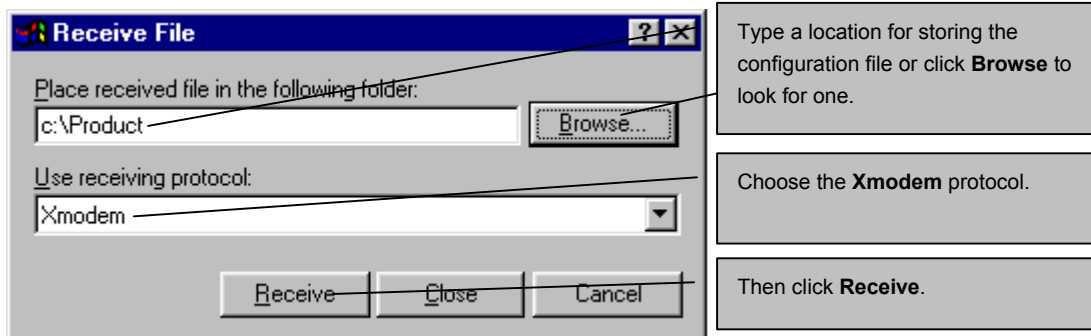 Receive File
Place received file in the following folder:
c:\Product
Browse...
Use receiving protocol:
Xmodem
Receive
Close
Cancel
Type a location for storing the
configuration file or click Browse to
look for one.
Choose the Xmodem protocol.
Then click Receive.